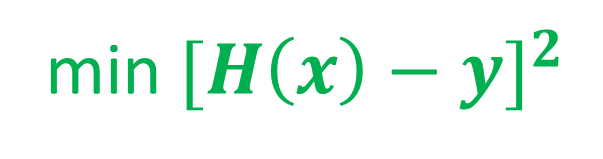 min [H(x) − y]²